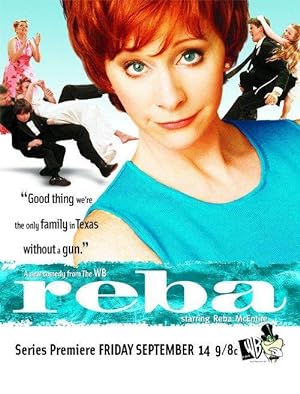 "Good thing we're
the only family in Texas
without a gun."
A new comedy from The WB
reba
starring Reba McEntire
Series Premiere FRIDAY SEPTEMBER 14 9/8c
WB